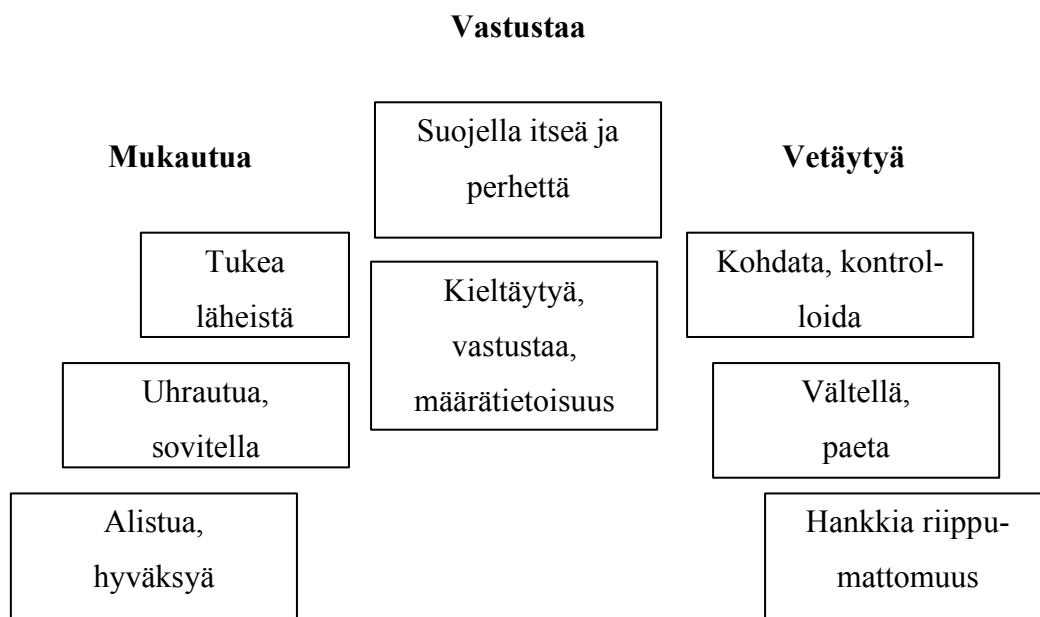 Vastustaa
Suojella itseä ja
perhettä
Kieltäytyä,
vastustaa,
määrätietoisuus
Mukautua
Tukea
läheistä
Uhrautua,
sovitella
Alistua,
hyväksyä
Vetäytyä
Kohdata, kontrol-
loida
Vältellä,
paeta
Hankkia riippu-
mattomuus